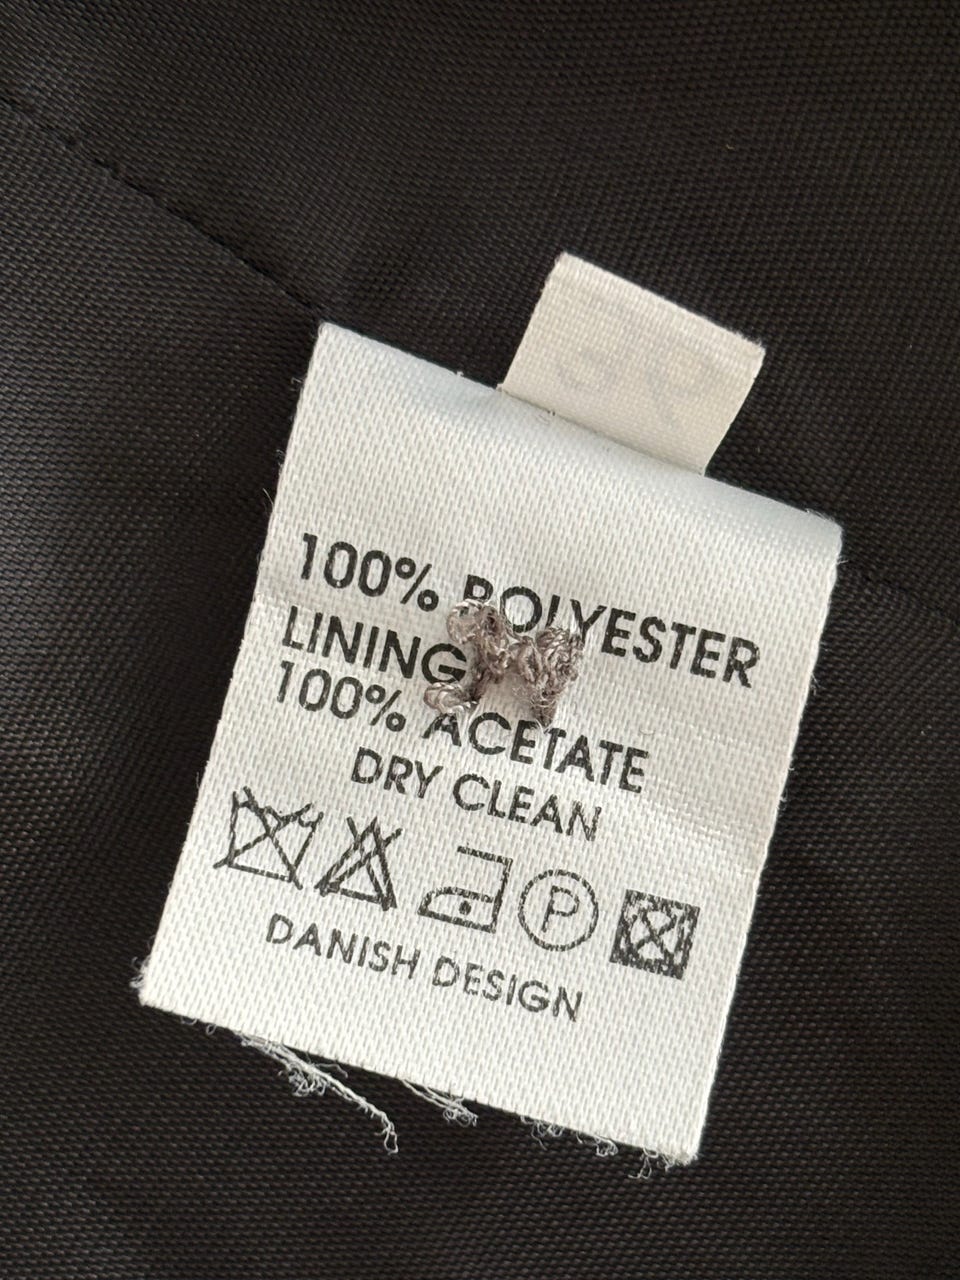 100% POLYESTER
LINING
100% ACETATE
DRY CLEAN
P
DANISH DESIGN